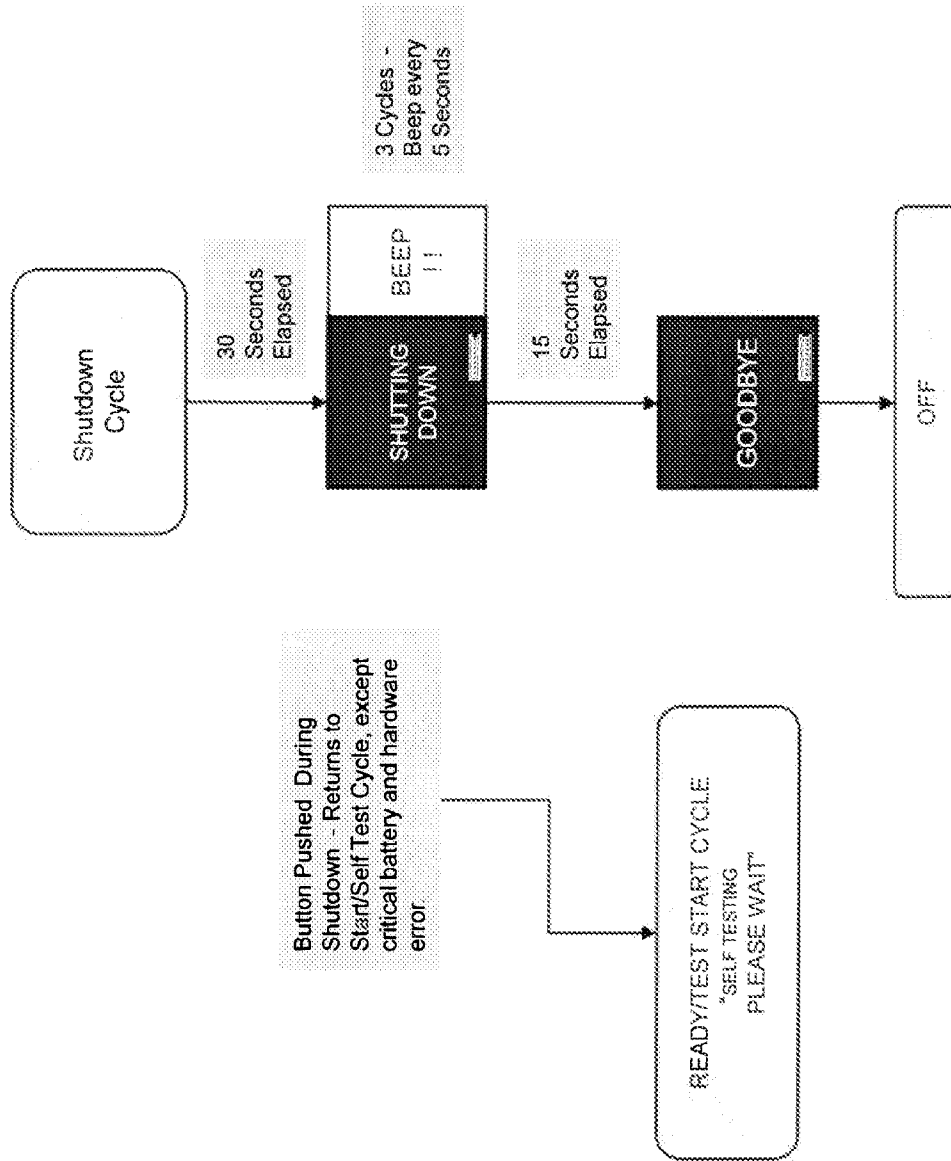 Shutdown
Cycle
30
Seconds
Elapsed
SHUTTING
DOWN
BEEP
!!
3 Cycles -
Beep every
5 Seconds
15
Seconds
Elapsed
GOODBYE
OFF
Button Pushed During
Shutdown - Returns to
Start/Self Test Cycle, except
critical battery and hardware
error
READY/TEST START CYCLE
"SELF TESTING
PLEASE WAIT"